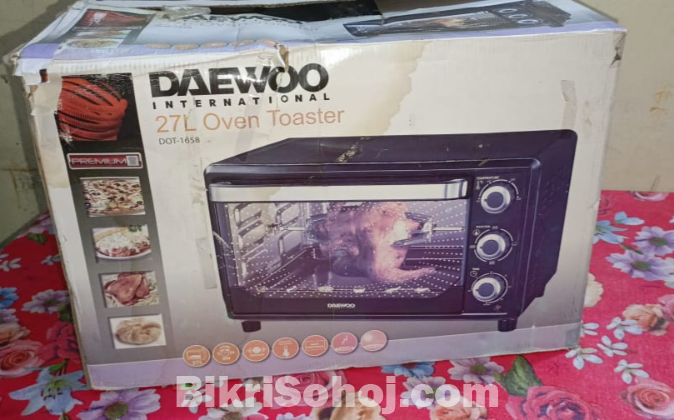 DAEWOO
INTERNATIONAL
27L Oven Toaster
DOT-1658
PREMIUM
DAEWOO
BikriSohoj.com